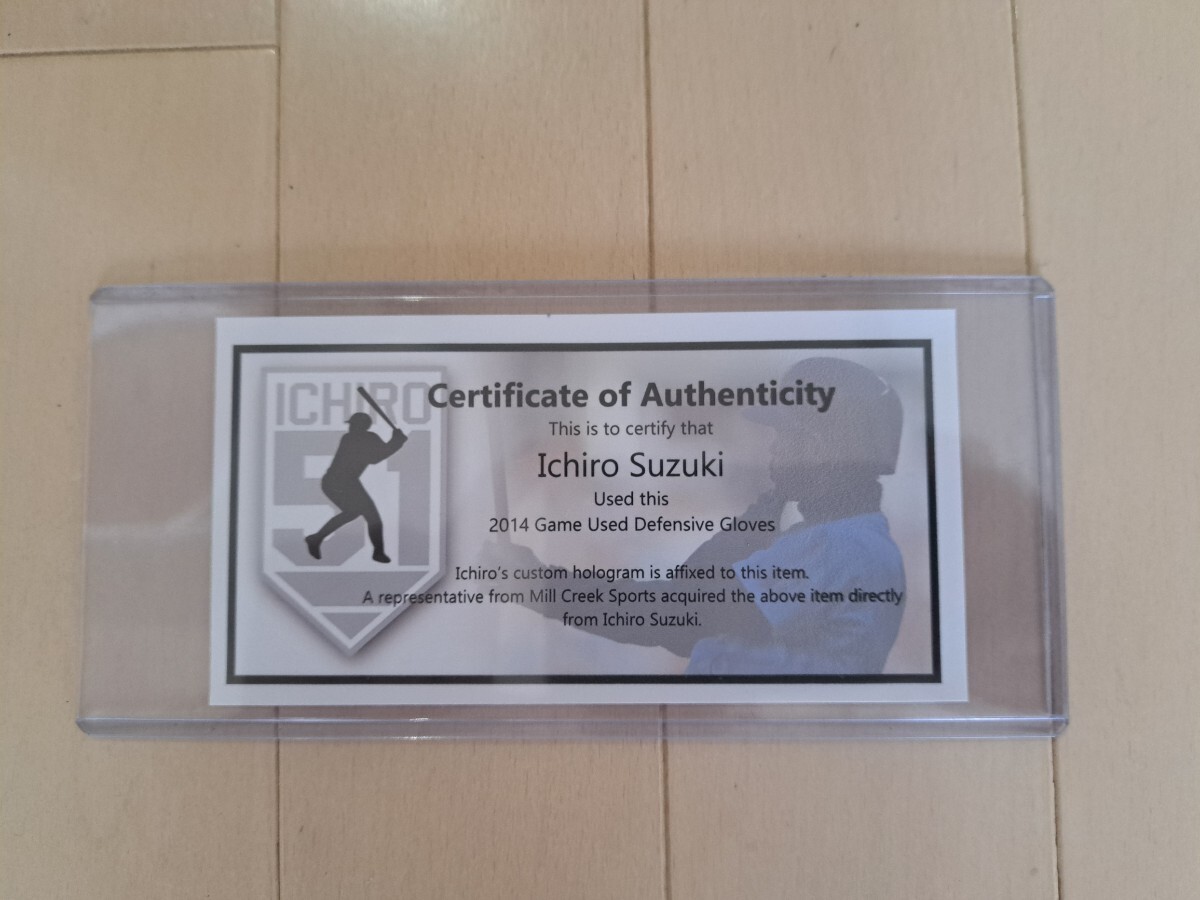 ICHIRO
51
Certificate of Authenticity
This is to certify that
Ichiro Suzuki
Used this
2014 Game Used Defensive Gloves
Ichiro's custom hologram is affixed to this item.
A representative from Mill Creek Sports acquired the above item directly
from Ichiro Suzuki.